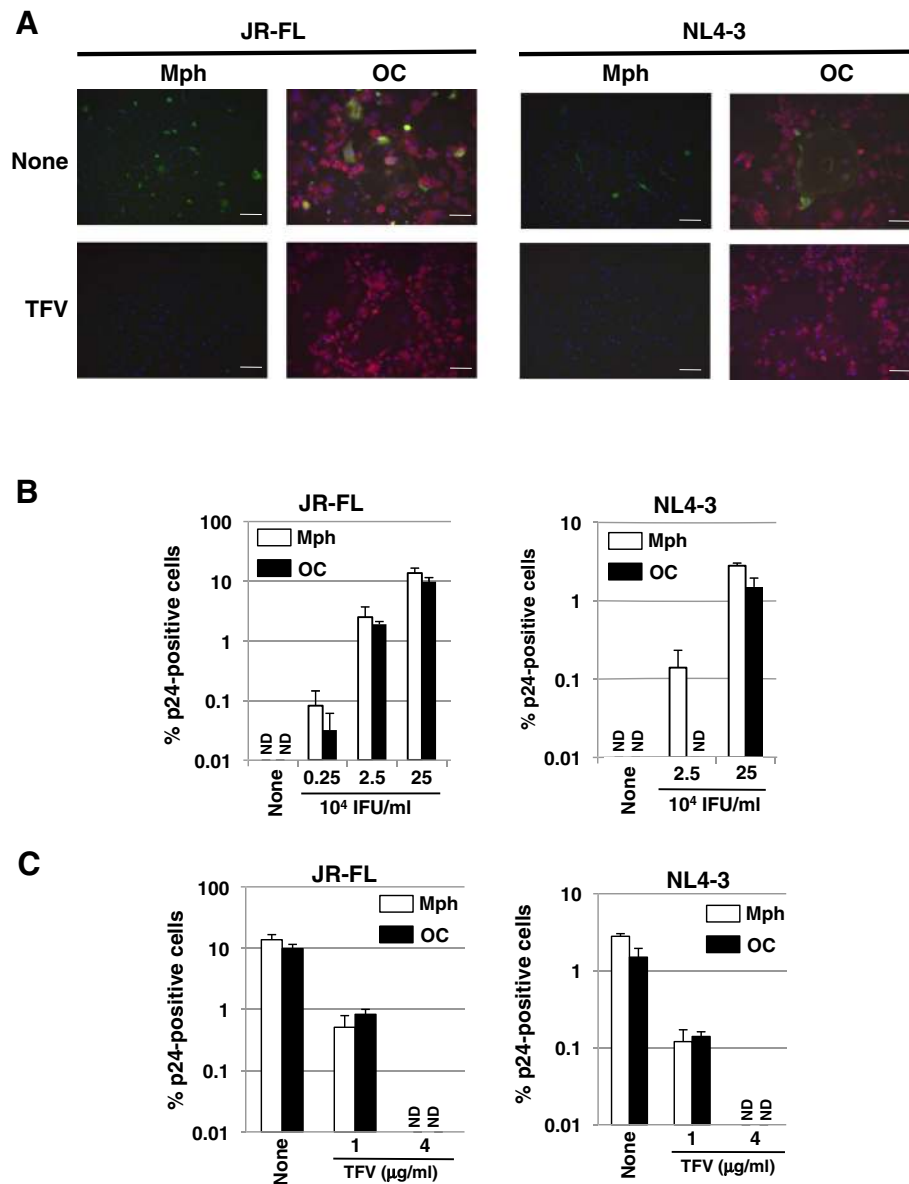 A
JR-FL
NL4-3
Mph
OC
Mph
OC
None
TFV
B
JR-FL
% p24-positive cells
100
10
1
0.1
0.01
Mph
OC
ND
ND
None
0.25
2.5
25
10⁴ IFU/ml
NL4-3
% p24-positive cells
10
1
0.1
0.01
Mph
OC
ND
ND
ND
None
2.5
25
10⁴ IFU/ml
C
JR-FL
% p24-positive cells
100
10
1
0.1
0.01
Mph
OC
ND
ND
None
1
4
TFV (μg/ml)
NL4-3
% p24-positive cells
10
1
0.1
0.01
Mph
OC
ND
ND
None
1
4
TFV (μg/ml)